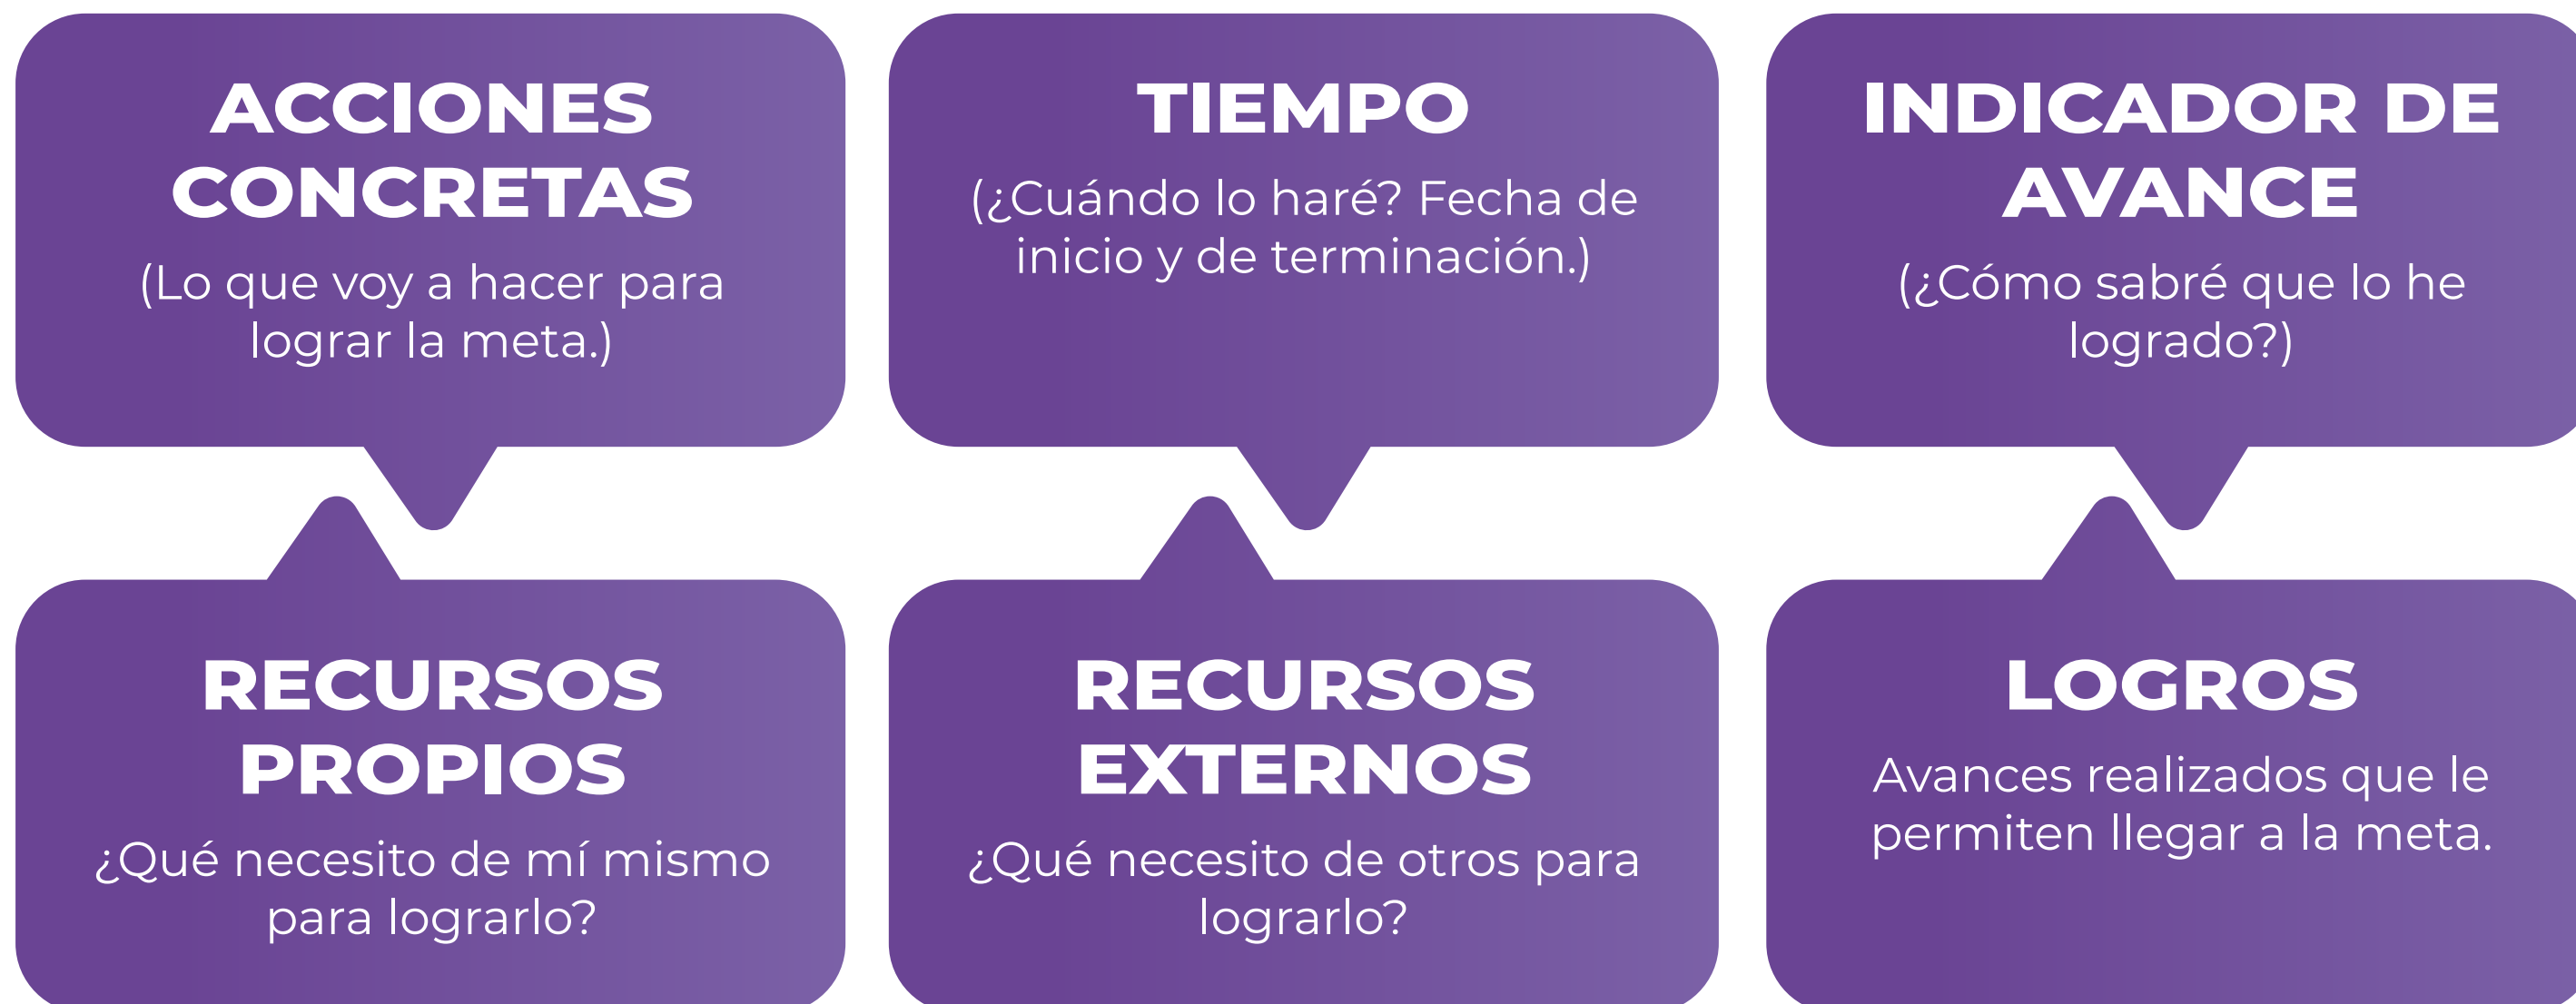 ACCIONES
CONCRETAS
(Lo que voy a hacer para
lograr la meta.)
TIEMPO
(¿Cuándo lo haré? Fecha de
inicio y de terminación.)
INDICADOR DE
AVANCE
(¿Cómo sabré que lo he
logrado?)
RECURSOS
PROPIOS
¿Qué necesito de mí mismo
para lograrlo?
RECURSOS
EXTERNOS
¿Qué necesito de otros para
lograrlo?
LOGROS
Avances realizados que le
permiten llegar a la meta.